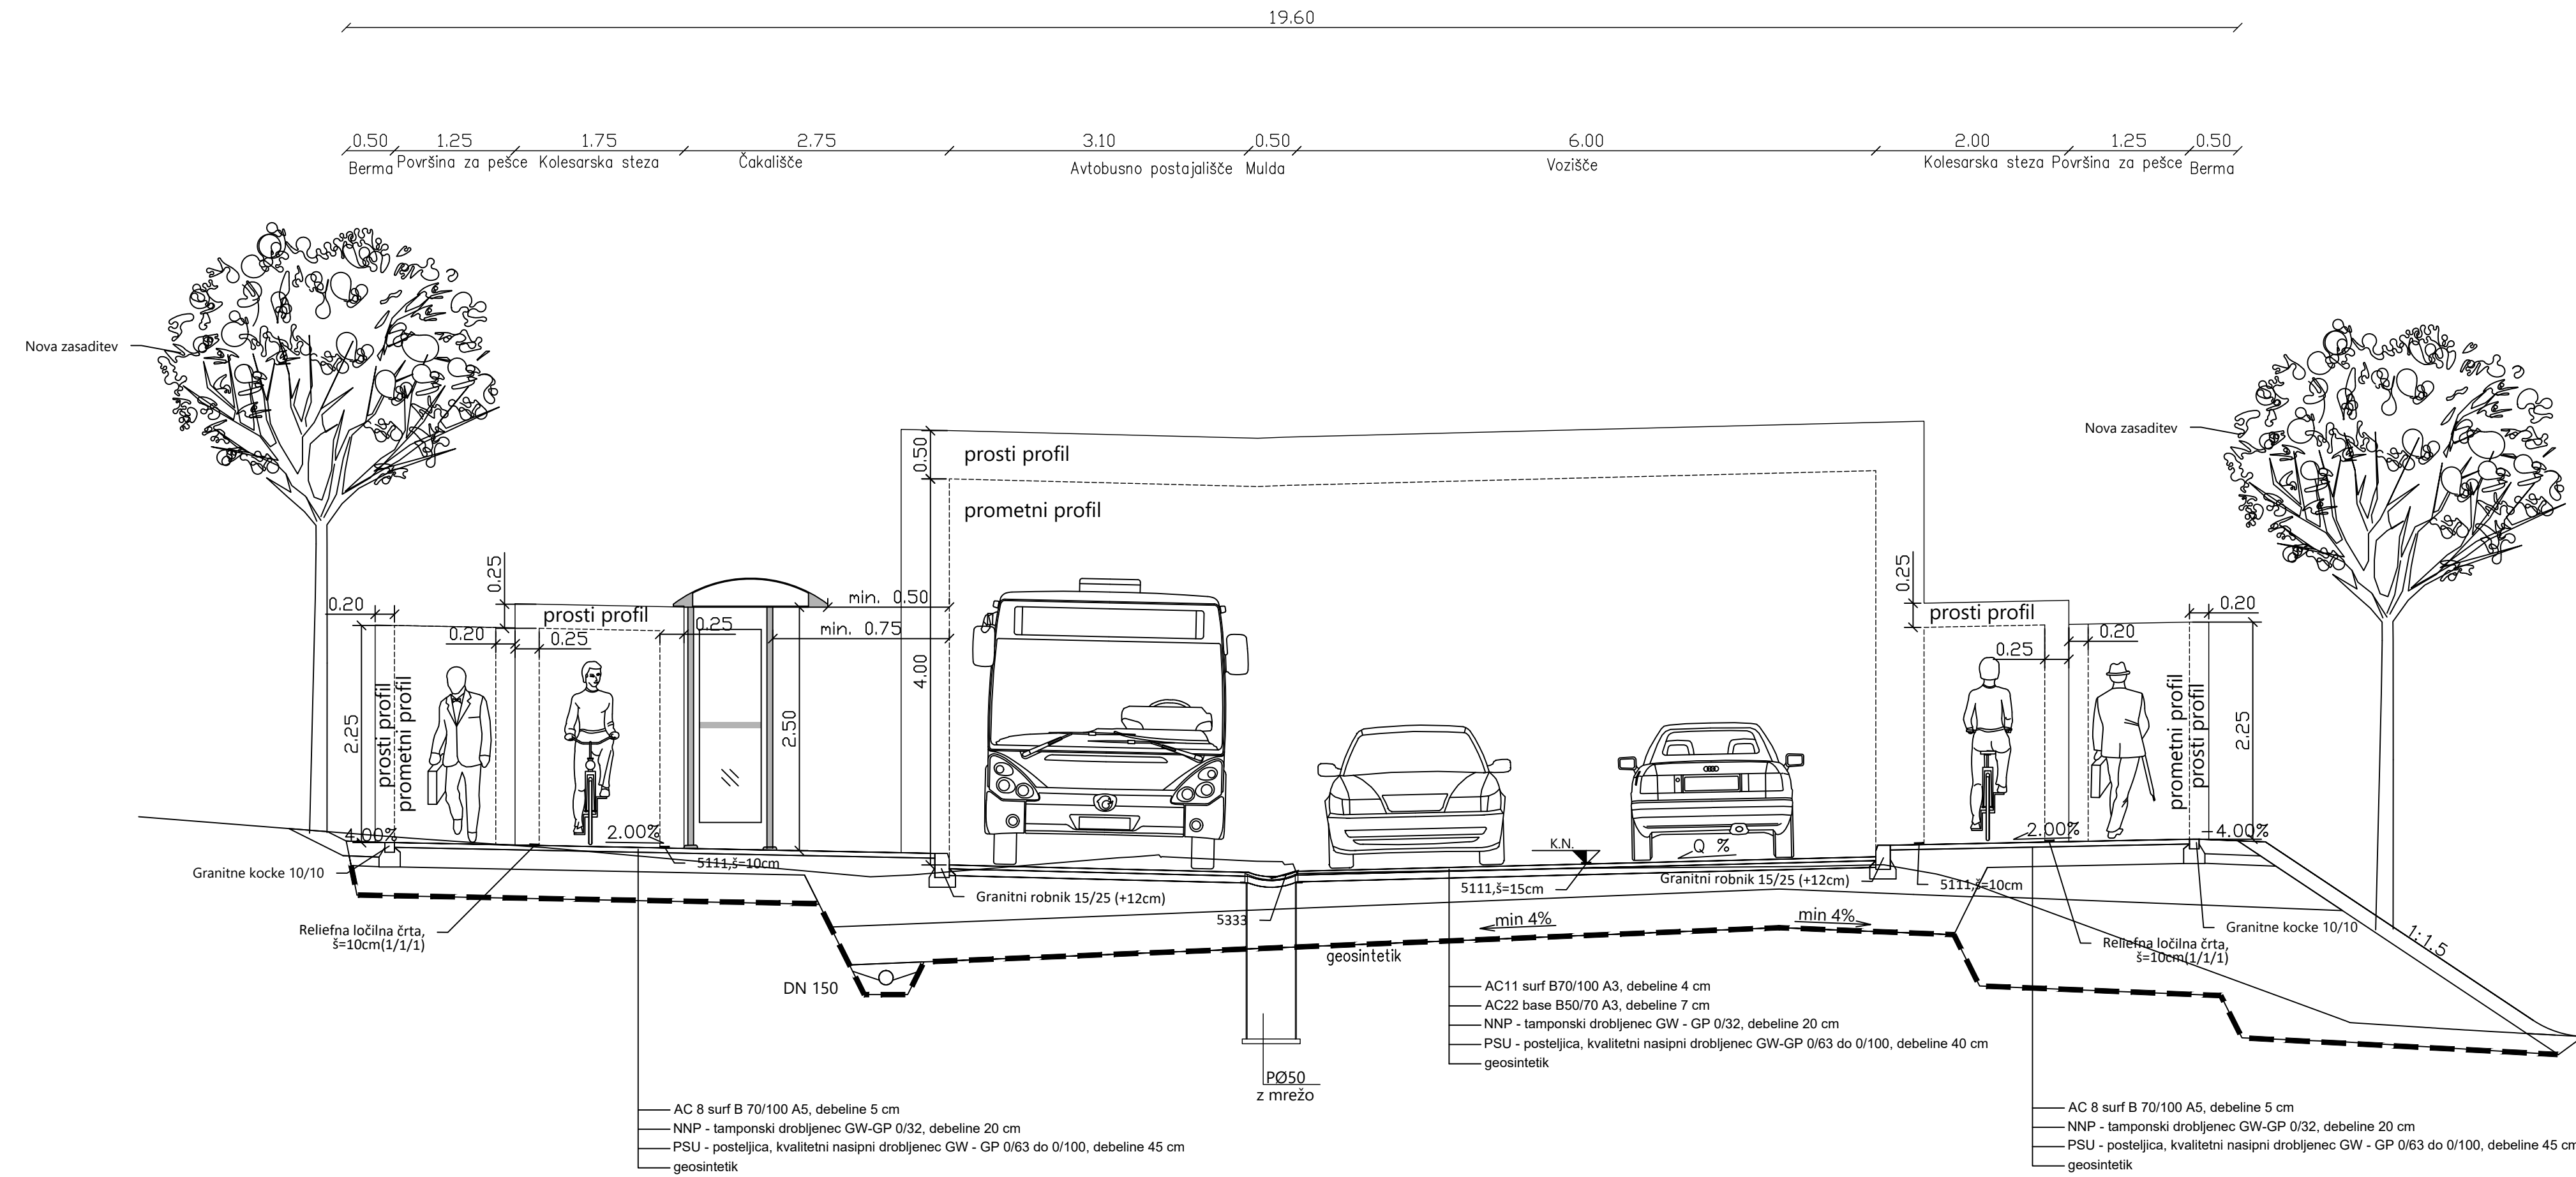 19.60
0.50 1.25 1.75 2.75 3.10 0.50 6.00 2.00 1.25 0.50
Berma Površina za pešce Kolesarska steza Čakališče Avtobusno postajališče Mulda Vozišče Kolesarska steza Površina za pešce Berma
Nova zasaditev
Nova zasaditev
0.50
prosti profil
prometni profil
4.00
0.25
0.20
prosti profil
0.20
0.25
0.25
min. 0.50
min. 0.75
2.25
prosti profil
prometni profil
2.50
0.25
prosti profil
0.20
0.20
0.25
prometni profil
prosti profil
2.25
4.00%
2.00%
5111,š=10cm
Granitne kocke 10/10
Reliefna ločilna črta,
š=10cm(1/1/1)
Granitni robnik 15/25 (+12cm)
5333
K.N.
Q %
5111,š=15cm
Granitni robnik 15/25 (+12cm)
2.00%
4.00%
5111,š=10cm
Granitne kocke 10/10
Reliefna ločilna črta,
š=10cm(1/1/1)
1:1.5
min 4%
min 4%
geosintetik
DN 150
AC11 surf B70/100 A3, debeline 4 cm
AC22 base B50/70 A3, debeline 7 cm
NNP - tamponski drobljenec GW - GP 0/32, debeline 20 cm
PSU - posteljica, kvalitetni nasipni drobljenec GW-GP 0/63 do 0/100, debeline 40 cm
geosintetik
PØ50
z mrežo
AC 8 surf B 70/100 A5, debeline 5 cm
NNP - tamponski drobljenec GW-GP 0/32, debeline 20 cm
PSU - posteljica, kvalitetni nasipni drobljenec GW - GP 0/63 do 0/100, debeline 45 cm
geosintetik
AC 8 surf B 70/100 A5, debeline 5 cm
NNP - tamponski drobljenec GW-GP 0/32, debeline 20 cm
PSU - posteljica, kvalitetni nasipni drobljenec GW - GP 0/63 do 0/100, debeline 45 cm
geosintetik